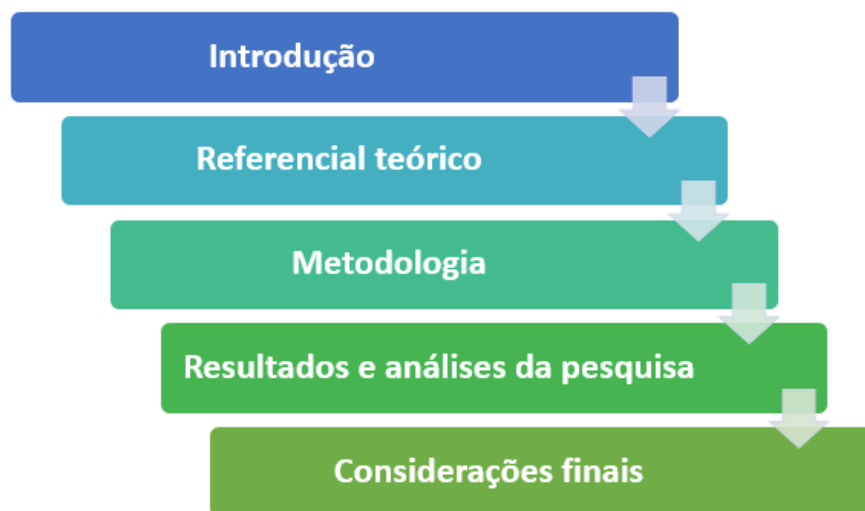 Introdução
Referencial teórico
Metodologia
Resultados e análises da pesquisa
Considerações finais